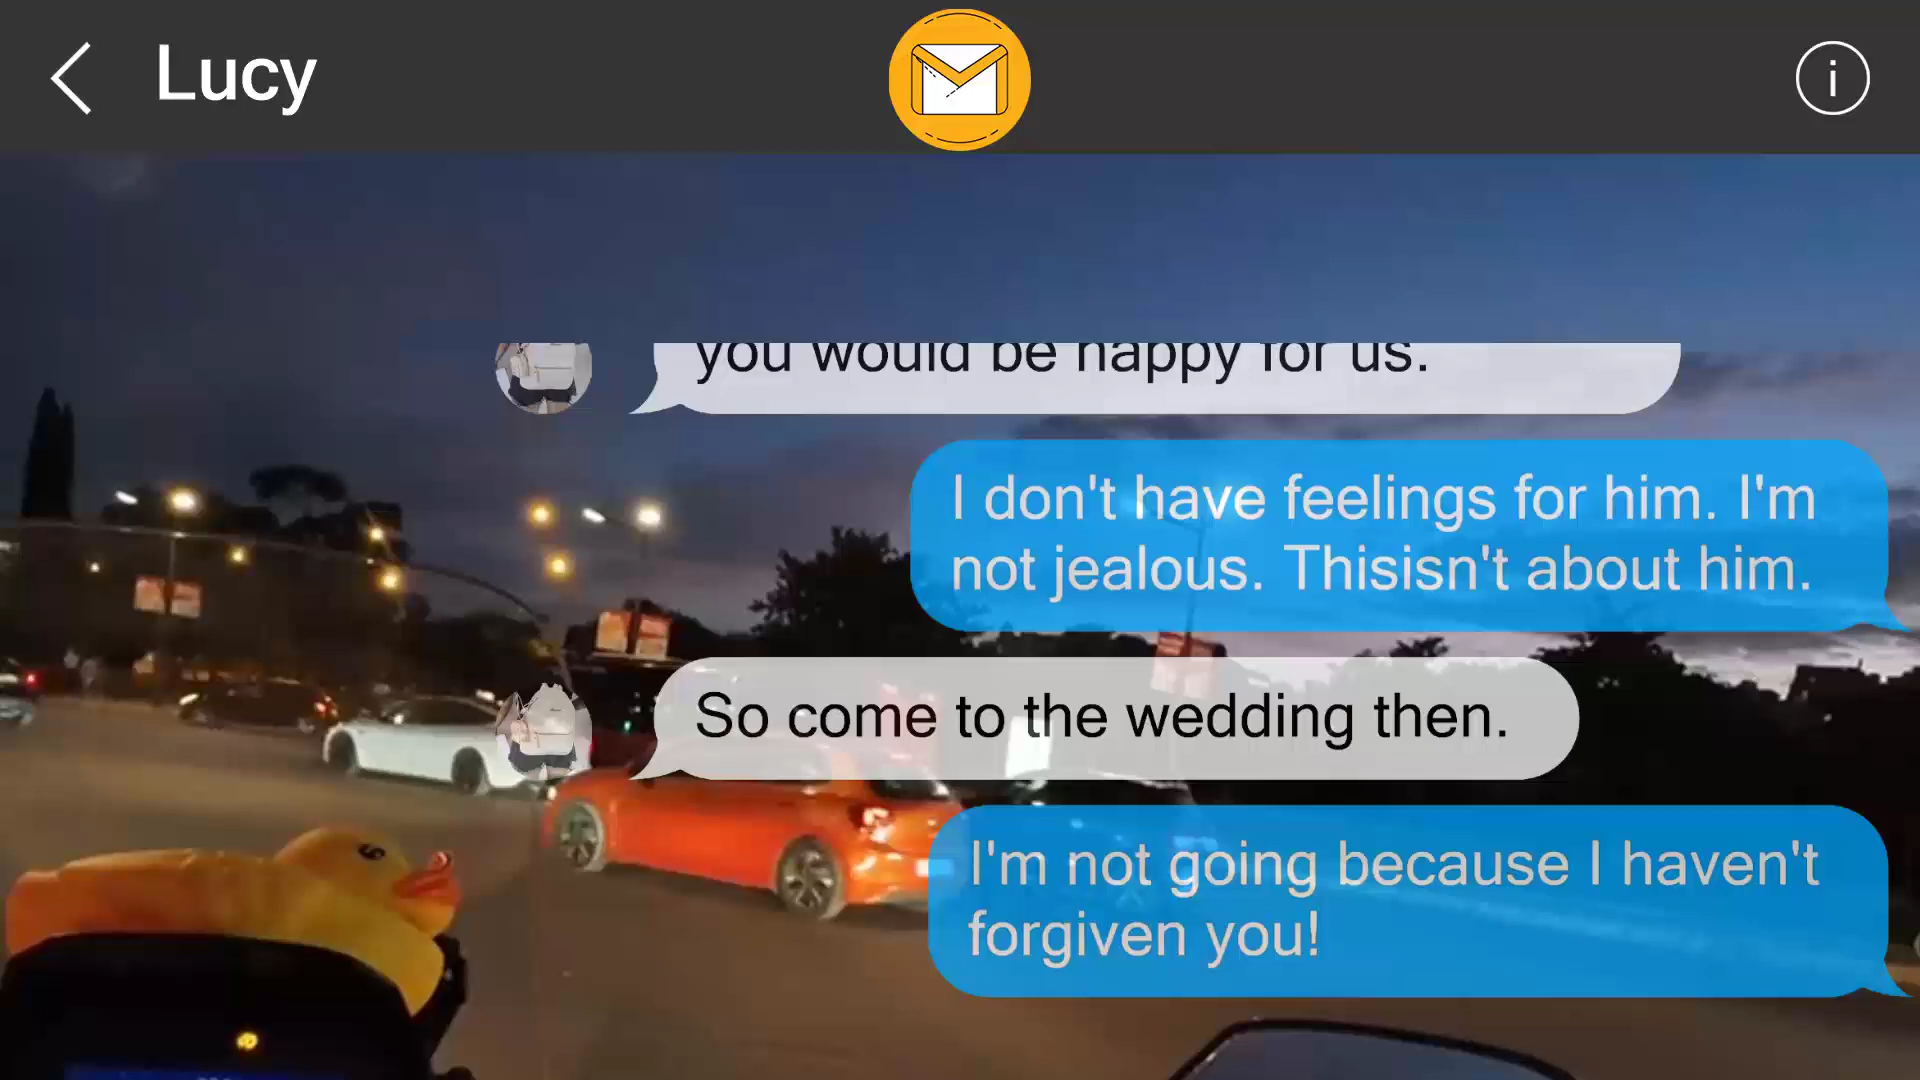 Lucy
you would be happy for us.
I don't have feelings for him. I'm
not jealous. Thisisn't about him.
So come to the wedding then.
I'm not going because I haven't
forgiven you!